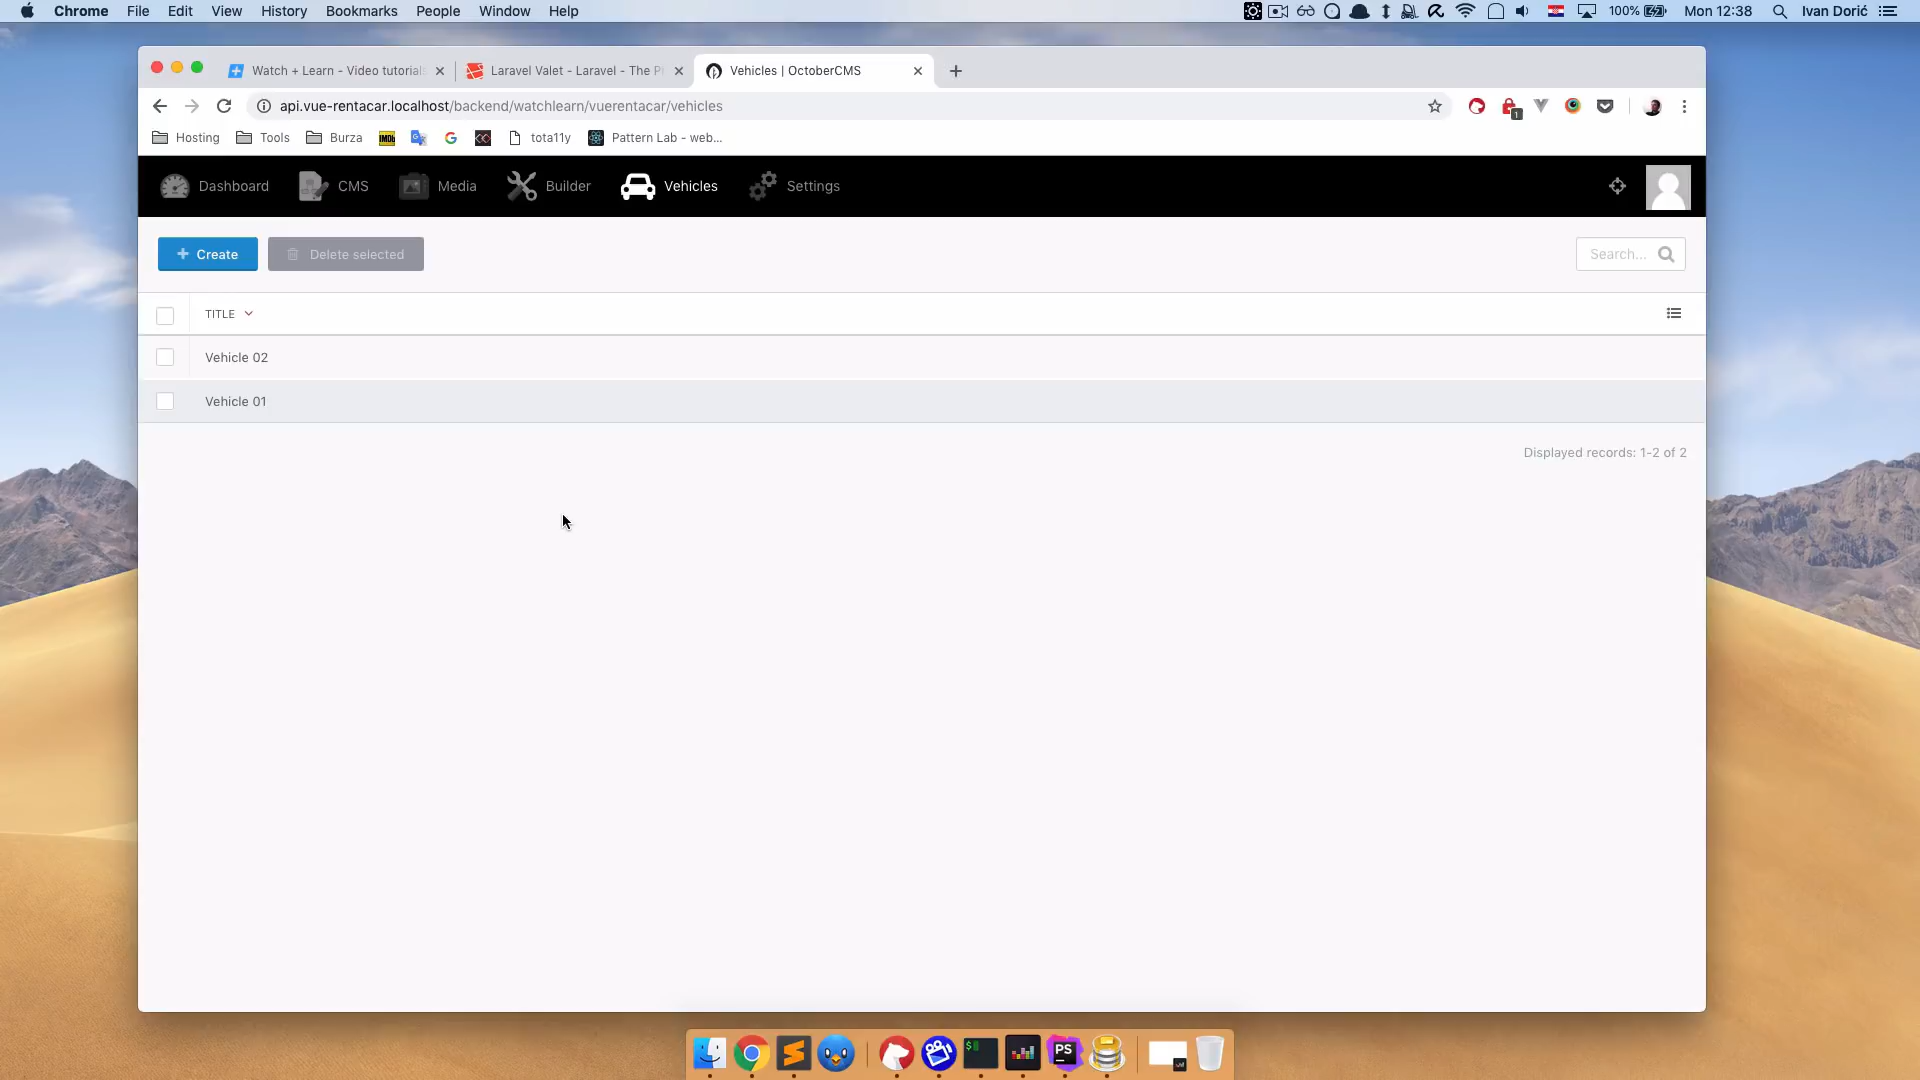 Chrome File Edit View History Bookmarks People Window Help 100% Mon 12:38 Ivan Dorić
Watch + Learn - Video tutorials Laravel Valet - Laravel - The P Vehicles | OctoberCMS
api.vue-rentacar.localhost/backend/watchlearn/vuerentacar/vehicles 1
Hosting Tools Burza IMDb G tota11y Pattern Lab - web...
Dashboard CMS Media Builder Vehicles Settings
+ Create Delete selected Search...
TITLE
Vehicle 02
Vehicle 01
Displayed records: 1-2 of 2
$ PS